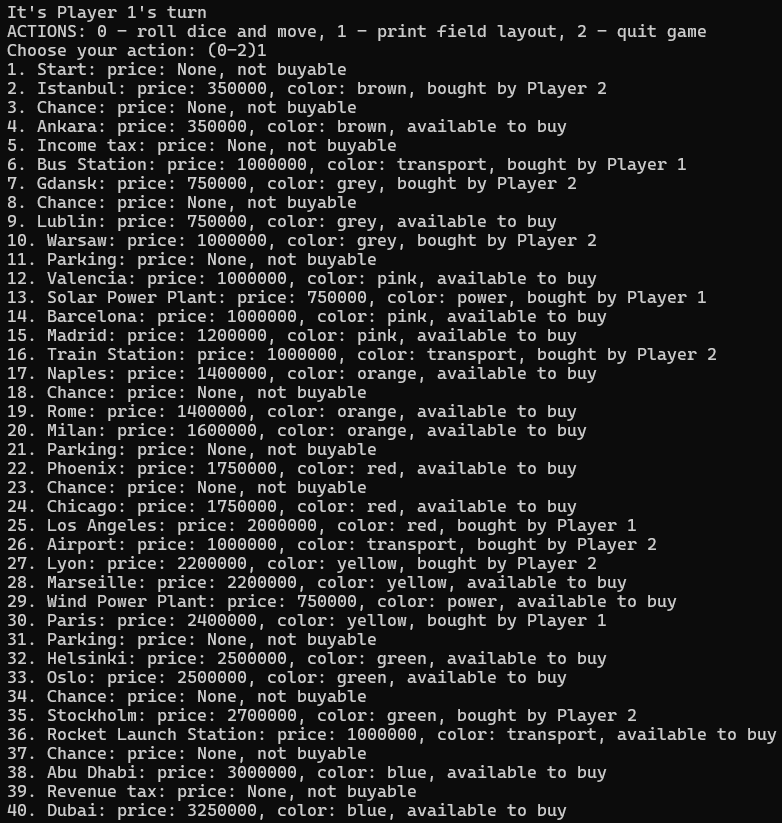 It's Player 1's turn
ACTIONS: 0 – roll dice and move, 1 – print field layout, 2 – quit game
Choose your action: (0–2)1
1. Start: price: None, not buyable
2. Istanbul: price: 350000, color: brown, bought by Player 2
3. Chance: price: None, not buyable
4. Ankara: price: 350000, color: brown, available to buy
5. Income tax: price: None, not buyable
6. Bus Station: price: 1000000, color: transport, bought by Player 1
7. Gdansk: price: 750000, color: grey, bought by Player 2
8. Chance: price: None, not buyable
9. Lublin: price: 750000, color: grey, available to buy
10. Warsaw: price: 1000000, color: grey, bought by Player 2
11. Parking: price: None, not buyable
12. Valencia: price: 1000000, color: pink, available to buy
13. Solar Power Plant: price: 750000, color: power, bought by Player 1
14. Barcelona: price: 1000000, color: pink, available to buy
15. Madrid: price: 1200000, color: pink, available to buy
16. Train Station: price: 1000000, color: transport, bought by Player 2
17. Naples: price: 1400000, color: orange, available to buy
18. Chance: price: None, not buyable
19. Rome: price: 1400000, color: orange, available to buy
20. Milan: price: 1600000, color: orange, available to buy
21. Parking: price: None, not buyable
22. Phoenix: price: 1750000, color: red, available to buy
23. Chance: price: None, not buyable
24. Chicago: price: 1750000, color: red, available to buy
25. Los Angeles: price: 2000000, color: red, bought by Player 1
26. Airport: price: 1000000, color: transport, bought by Player 2
27. Lyon: price: 2200000, color: yellow, bought by Player 2
28. Marseille: price: 2200000, color: yellow, available to buy
29. Wind Power Plant: price: 750000, color: power, available to buy
30. Paris: price: 2400000, color: yellow, bought by Player 1
31. Parking: price: None, not buyable
32. Helsinki: price: 2500000, color: green, available to buy
33. Oslo: price: 2500000, color: green, available to buy
34. Chance: price: None, not buyable
35. Stockholm: price: 2700000, color: green, bought by Player 2
36. Rocket Launch Station: price: 1000000, color: transport, available to buy
37. Chance: price: None, not buyable
38. Abu Dhabi: price: 3000000, color: blue, available to buy
39. Revenue tax: price: None, not buyable
40. Dubai: price: 3250000, color: blue, available to buy